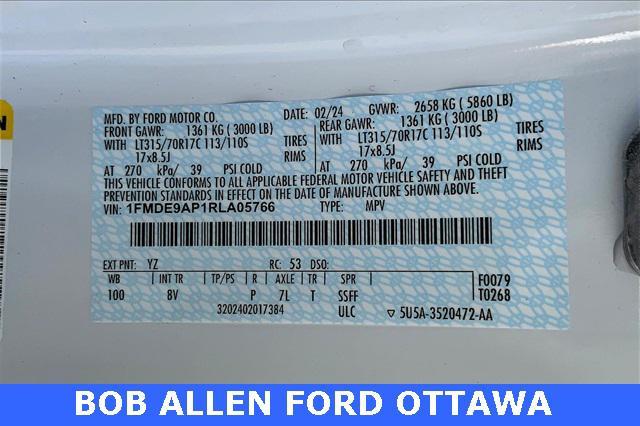 MFD. BY FORD MOTOR CO. 02/24 GVWR: 2658 KG ( 5860 LB)
FRONT GAWR: 1361 KG ( 3000 LB) REAR GAWR: 1361 KG ( 3000 LB)
WITH LT315/70R17C 113/110S TIRES WITH LT315/70R17C 113/110S TIRES
17x8.5J RIMS 17x8.5J RIMS
AT 270 kPa/ 39 PSI COLD AT 270 kPa/ 39 PSI COLD
THIS VEHICLE CONFORMS TO ALL APPLICABLE FEDERAL MOTOR VEHICLE SAFETY AND THEFT
PREVENTION STANDARDS IN EFFECT ON THE DATE OF MANUFACTURE SHOWN ABOVE.
VIN: 1FMDE9AP1RLA05766 TYPE: MPV
EXT PNT: YZ RC: 53 DSO:
WB INT TR TP/PS R AXLE TR SPR F0079
100 8V P 7L T SSFF T0268
3202402017384 ULC 5U5A-3520472-AA
BOB ALLEN FORD OTTAWA